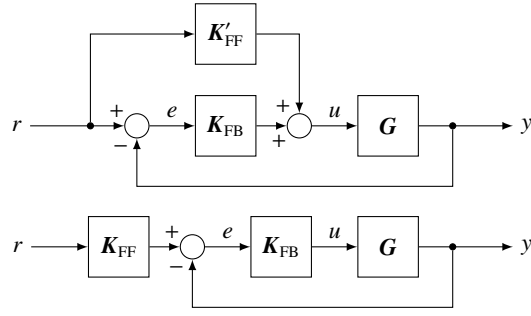 K′FF
r + − e KFB + + u G y
r KFF + − e KFB u G y